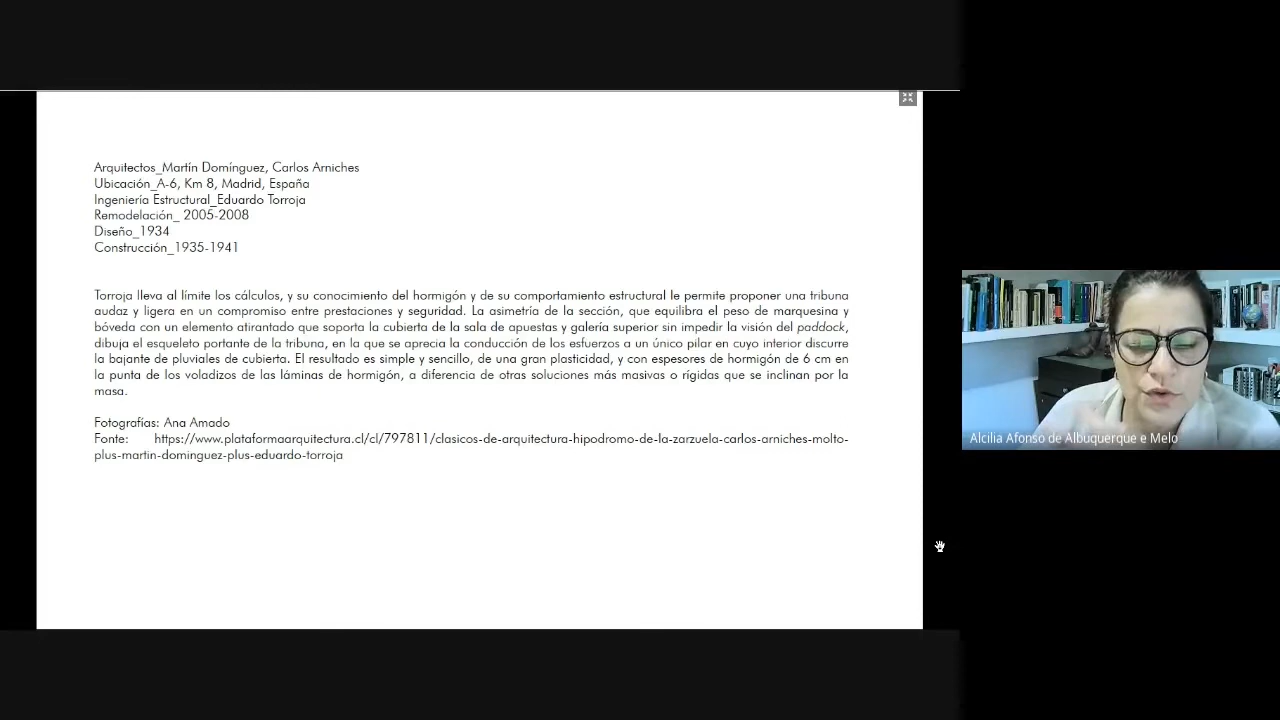 Arquitectos_Martín Domínguez, Carlos Arniches
Ubicación_A-6, Km 8, Madrid, España
Ingeniería Estructural_Eduardo Torroja
Remodelación_ 2005-2008
Diseño_1934
Construcción_1935-1941
Torroja lleva al límite los cálculos, y su conocimiento del hormigón y de su comportamiento estructural le permite proponer una tribuna
audaz y ligera en un compromiso entre prestaciones y seguridad. La asimetría de la sección, que equilibra el peso de marquesina y
bóveda con un elemento atirantado que soporta la cubierta de la sala de apuestas y galería superior sin impedir la visión del paddock,
dibuja el esqueleto portante de la tribuna, en la que se aprecia la conducción de los esfuerzos a un único pilar en cuyo interior discurre
la bajante de pluviales de cubierta. El resultado es simple y sencillo, de una gran plasticidad, y con espesores de hormigón de 6 cm en
la punta de los voladizos de las láminas de hormigón, a diferencia de otras soluciones más masivas o rígidas que se inclinan por la
masa.
Fotografías: Ana Amado
Fonte: https://www.plataformaarquitectura.cl/cl/797811/clasicos-de-arquitectura-hipodromo-de-la-zarzuela-carlos-arniches-molto-
plus-martin-dominguez-plus-eduardo-torroja
Alcilia Afonso de Albuquerque e Melo